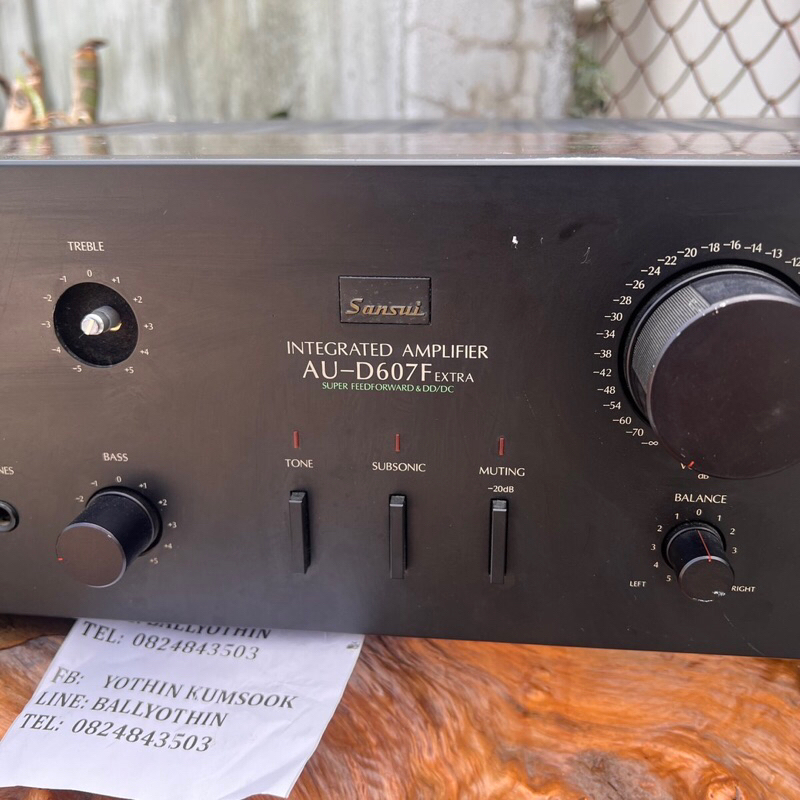 TREBLE
-5 -4 -3 -2 -1 0 +1 +2 +3 +4 +5
Sansui
INTEGRATED AMPLIFIER
AU-D607F EXTRA
SUPER FEEDFORWARD & DD/DC
-∞ -70 -60 -54 -48 -42 -38 -34 -30 -28 -26 -24 -22 -20 -18 -16 -14 -13 -12
dB
NES
BASS
-2 -1 0 +1 +2 +3 +4 +5
TONE
SUBSONIC
MUTING
-20dB
BALANCE
5 4 3 2 1 0 1 2 3
LEFT
RIGHT
BALLYOTHIN
TEL: 0824843503
FB: YOTHIN KUMSOOK
LINE: BALLYOTHIN
TEL: 0824843503